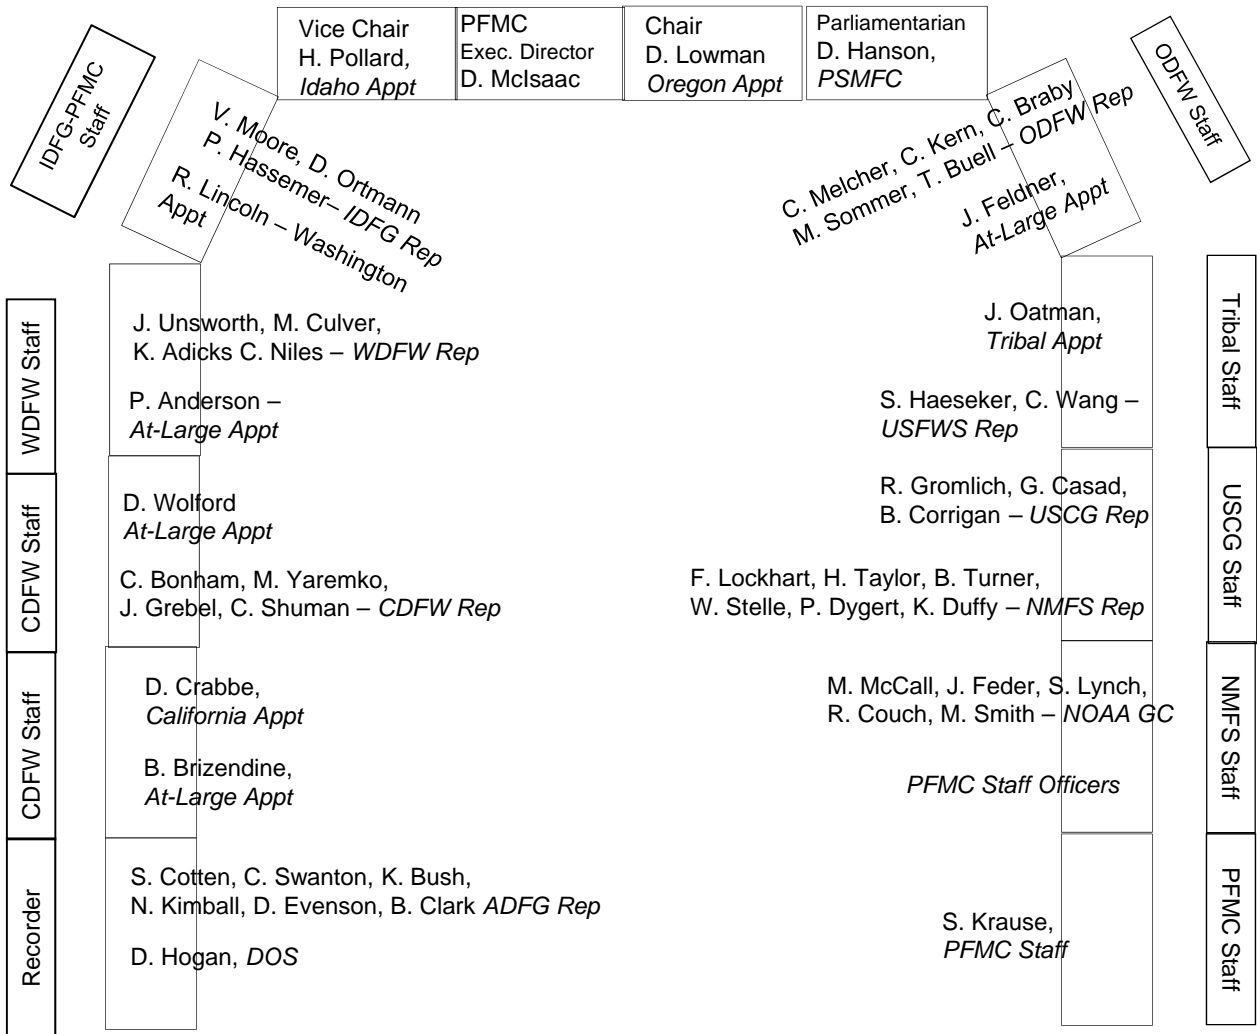 Vice Chair
H. Pollard,
Idaho Appt
PFMC
Exec. Director
D. McIsaac
Chair
D. Lowman
Oregon Appt
Parliamentarian
D. Hanson,
PSMFC
IDFG-PFMC
Staff
V. Moore, D. Ortmann
P. Hassemer– IDFG Rep
R. Lincoln – Washington
Appt
C. Melcher, C. Kern, C. Braby
M. Sommer, T. Buell – ODFW Rep
J. Feldner,
At-Large Appt
ODFW Staff
WDFW Staff
J. Unsworth, M. Culver,
K. Adicks C. Niles – WDFW Rep
P. Anderson –
At-Large Appt
J. Oatman,
Tribal Appt
S. Haeseker, C. Wang –
USFWS Rep
Tribal Staff
CDFW Staff
D. Wolford
At-Large Appt
C. Bonham, M. Yaremko,
J. Grebel, C. Shuman – CDFW Rep
R. Gromlich, G. Casad,
B. Corrigan – USCG Rep
F. Lockhart, H. Taylor, B. Turner,
W. Stelle, P. Dygert, K. Duffy – NMFS Rep
USCG Staff
CDFW Staff
D. Crabbe,
California Appt
B. Brizendine,
At-Large Appt
M. McCall, J. Feder, S. Lynch,
R. Couch, M. Smith – NOAA GC
PFMC Staff Officers
NMFS Staff
Recorder
S. Cotten, C. Swanton, K. Bush,
N. Kimball, D. Evenson, B. Clark ADFG Rep
D. Hogan, DOS
S. Krause,
PFMC Staff
PFMC Staff